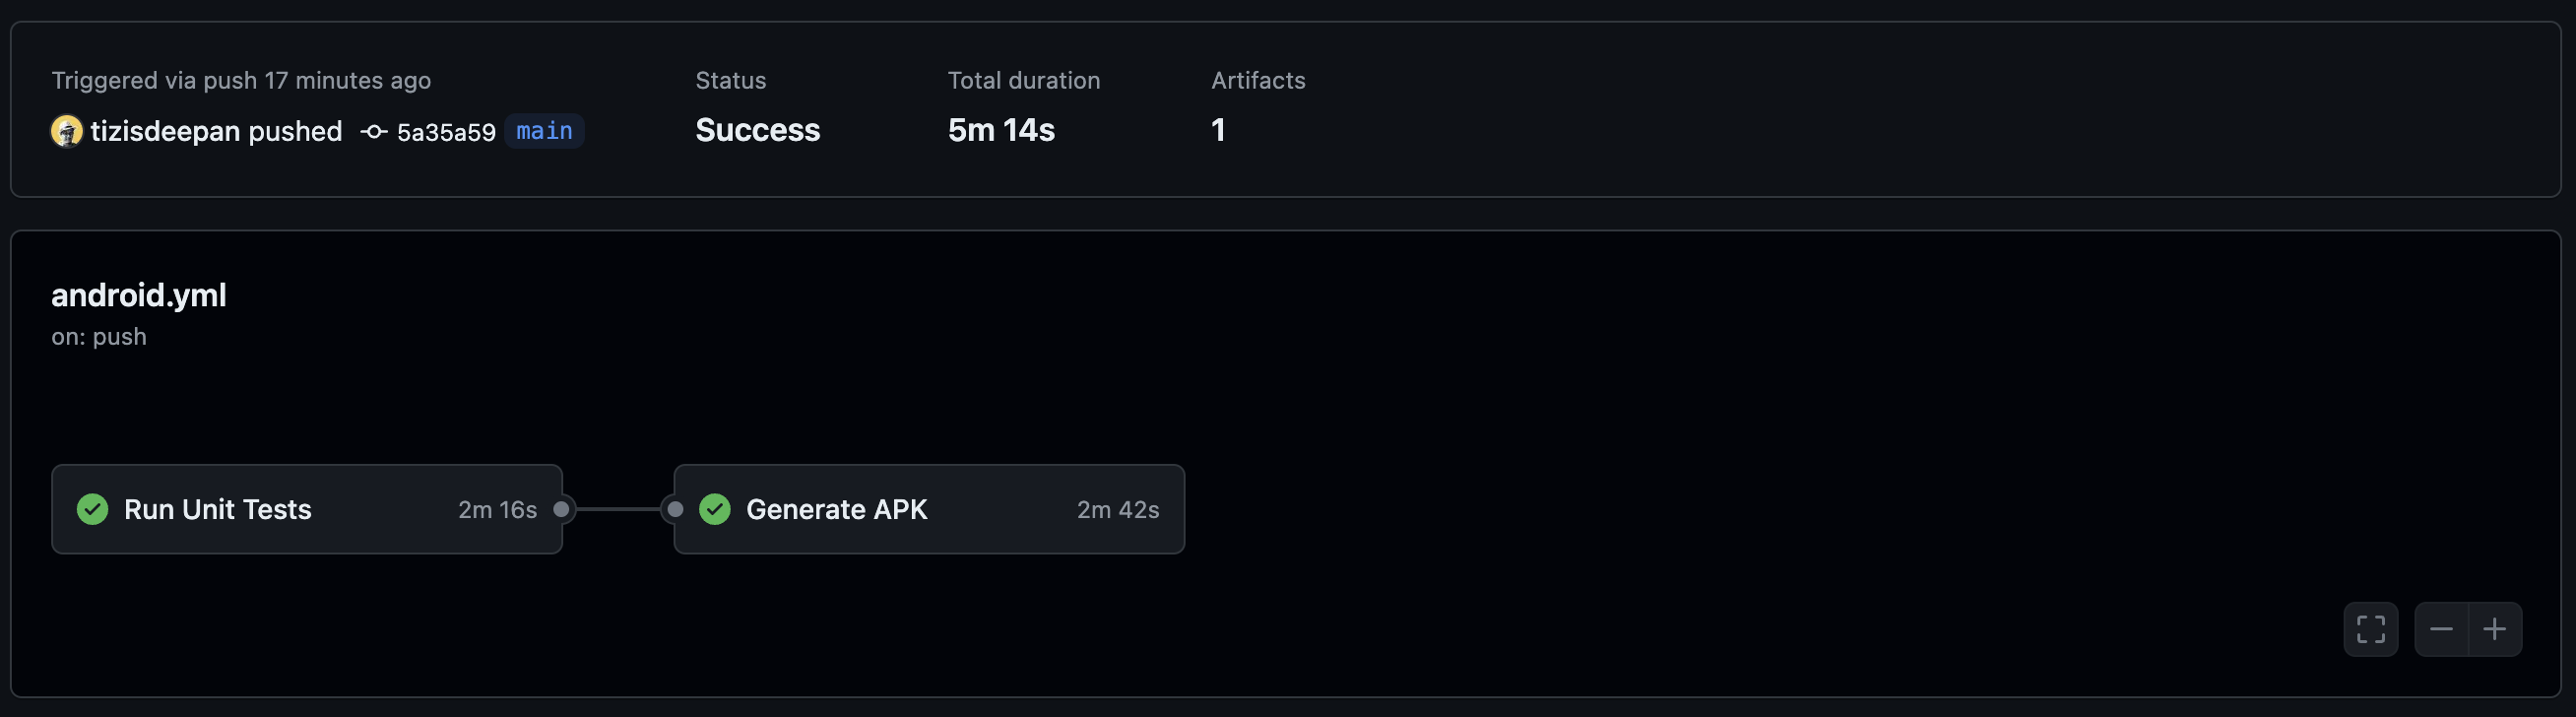 Triggered via push 17 minutes ago
tizisdeepan pushed 5a35a59 main
Status
Success
Total duration
5m 14s
Artifacts
1
android.yml
on: push
Run Unit Tests 2m 16s
Generate APK 2m 42s